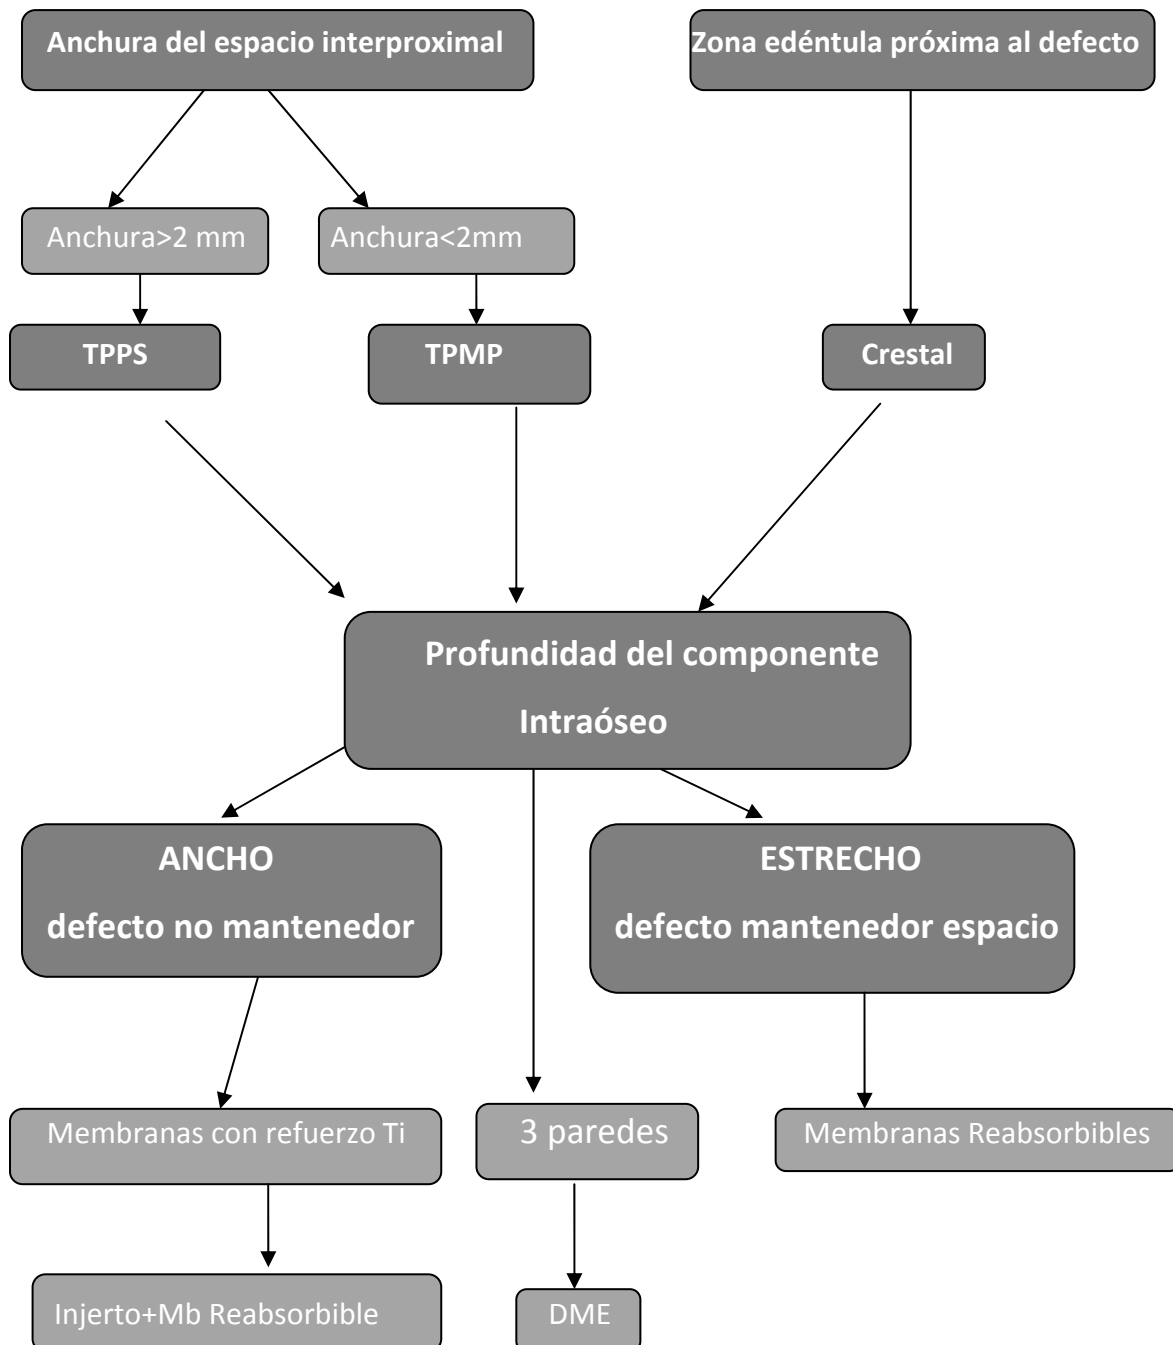 Anchura del espacio interproximal
Zona edéntula próxima al defecto
Anchura>2 mm
Anchura<2mm
TPPS
TPMP
Crestal
Profundidad del componente
Intraóseo
ANCHO
defecto no mantenedor
ESTRECHO
defecto mantenedor espacio
Membranas con refuerzo Ti
3 paredes
Membranas Reabsorbibles
Injerto+Mb Reabsorbible
DME